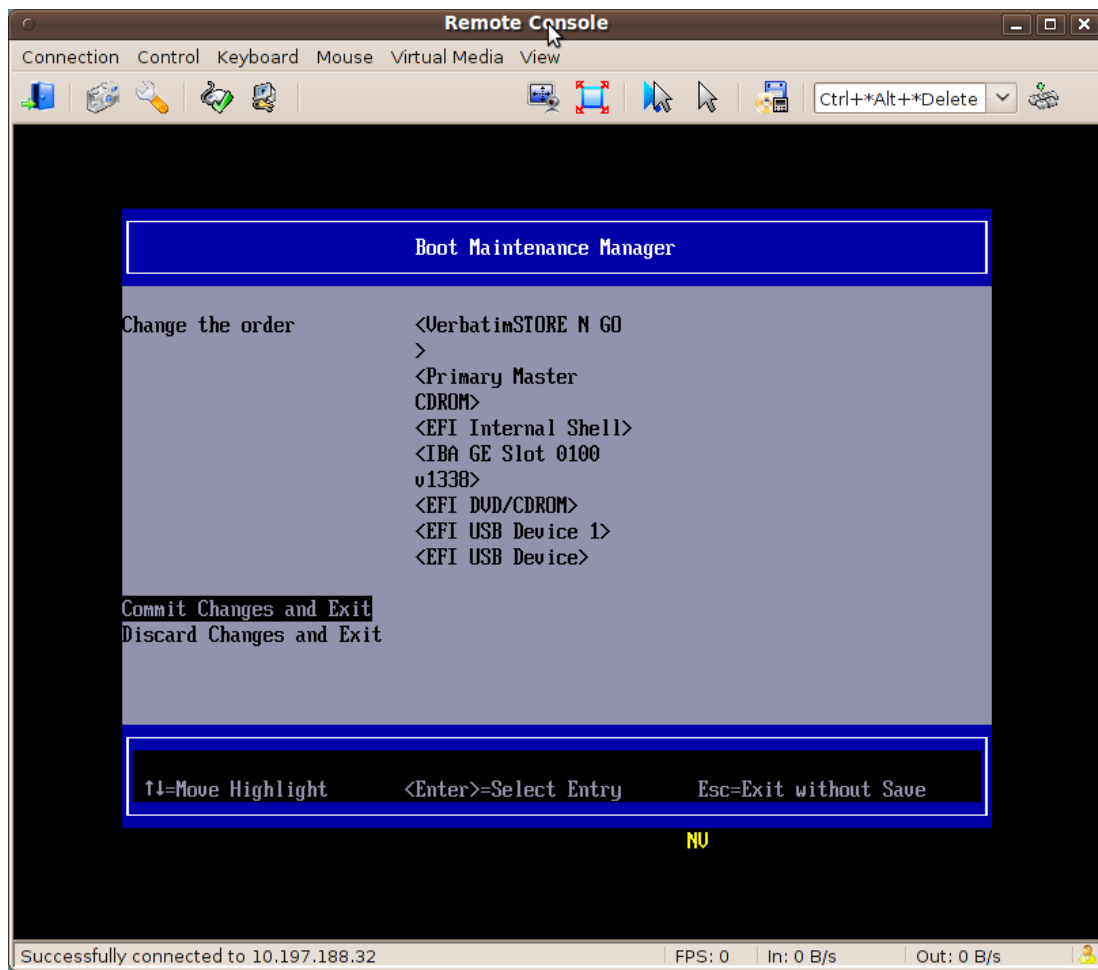 Remote Console
Connection Control Keyboard Mouse Virtual Media View
Ctrl+*Alt+*Delete
Boot Maintenance Manager
Change the order <VerbatimSTORE N GO
>
<Primary Master
CDROM>
<EFI Internal Shell>
<IBA GE Slot 0100
v1338>
<EFI DVD/CDROM>
<EFI USB Device 1>
<EFI USB Device>
Commit Changes and Exit
Discard Changes and Exit
↑↓=Move Highlight <Enter>=Select Entry Esc=Exit without Save
NV
Successfully connected to 10.197.188.32 FPS: 0 In: 0 B/s Out: 0 B/s